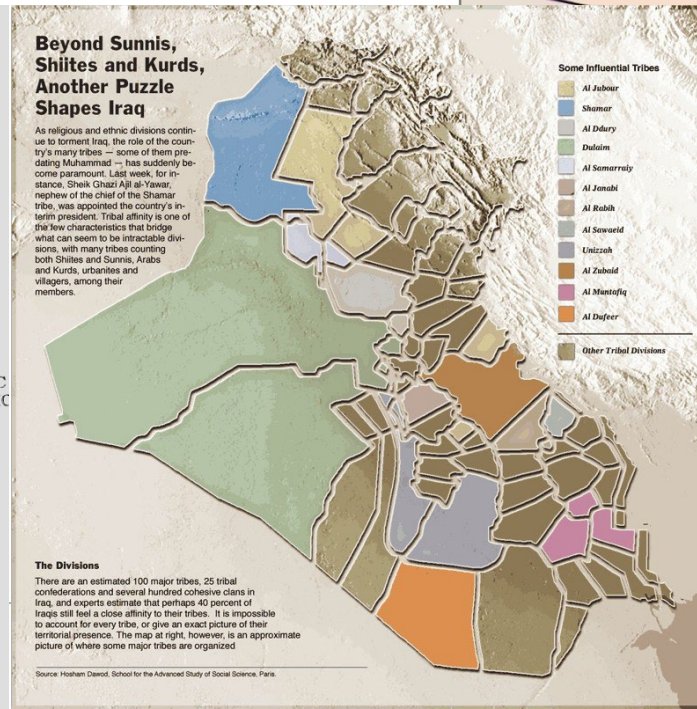 Beyond Sunnis,
Shiites and Kurds,
Another Puzzle
Shapes Iraq
As religious and ethnic divisions contin-
ue to torment Iraq, the role of the coun-
try's many tribes — some of them pre-
dating Muhammad — has suddenly be-
come paramount. Last week, for in-
stance, Sheik Ghazi Ajil al-Yawar,
nephew of the chief of the Shamar
tribe, was appointed the country's in-
terim president. Tribal affinity is one of
the few characteristics that bridge
what can seem to be intractable divi-
sions, with many tribes counting
both Shiites and Sunnis, Arabs
and Kurds, urbanites and
villagers, among their
members.
Some Influential Tribes
Al Jubour
Shamar
Al Ddury
Dulaim
Al Samarraiy
Al Janabi
Al Rabih
Al Sawaeid
Unizzah
Al Zubaid
Al Muntafiq
Al Dufeer
Other Tribal Divisions
The Divisions
There are an estimated 100 major tribes, 25 tribal
confederations and several hundred cohesive clans in
Iraq, and experts estimate that perhaps 40 percent of
Iraqis still feel a close affinity to their tribes. It is impossible
to account for every tribe, or give an exact picture of their
territorial presence. The map at right, however, is an approximate
picture of where some major tribes are organized
Source: Hosham Dawod, School for the Advanced Study of Social Science, Paris.